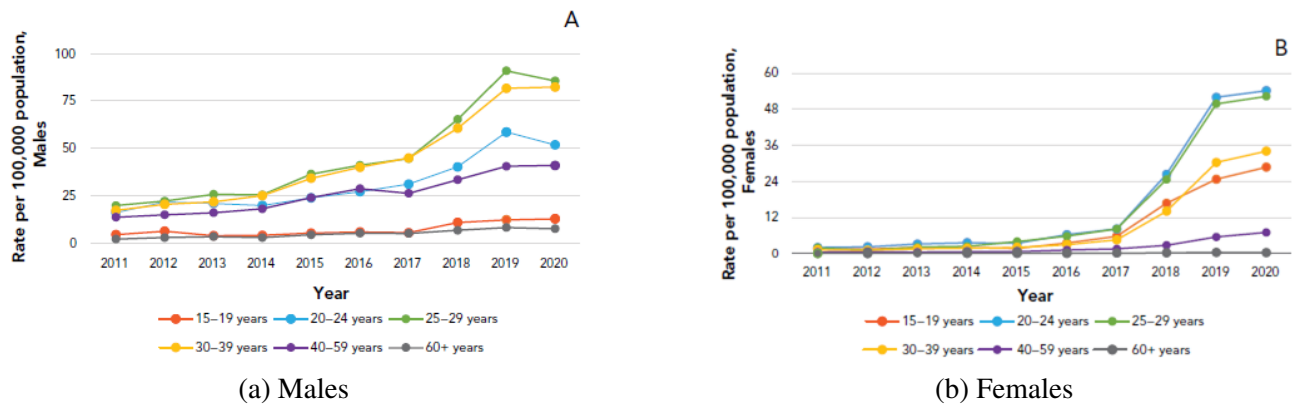 A
Rate per 100,000 population,
Males
100
75
50
25
0
2011 2012 2013 2014 2015 2016 2017 2018 2019 2020
Year
15–19 years 20–24 years 25–29 years
30–39 years 40–59 years 60+ years
(a) Males
B
Rate per 100,000 population,
Females
60
48
36
24
12
0
2011 2012 2013 2014 2015 2016 2017 2018 2019 2020
Year
15–19 years 20–24 years 25–29 years
30–39 years 40–59 years 60+ years
(b) Females